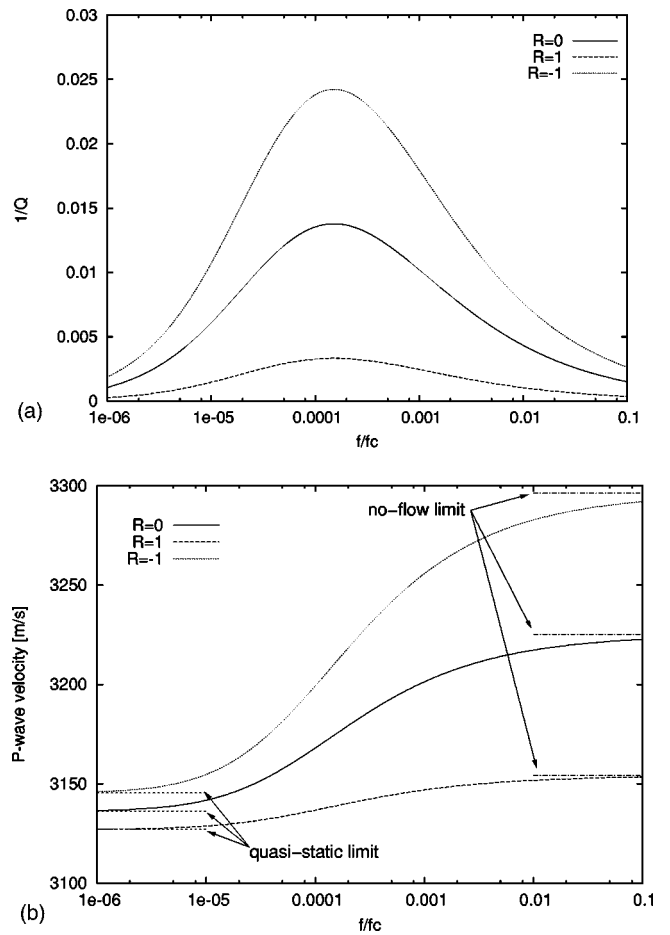 0.03
R=0
R=1
R=-1
0.025
0.02
1/Q
0.015
0.01
0.005
0
(a)
1e-06 1e-05 0.0001 0.001 0.01 0.1
f/fc
3300
no-flow limit
R=0
R=1
R=-1
3250
P-wave velocity [m/s]
3200
3150
quasi-static limit
3100
(b)
1e-06 1e-05 0.0001 0.001 0.01 0.1
f/fc